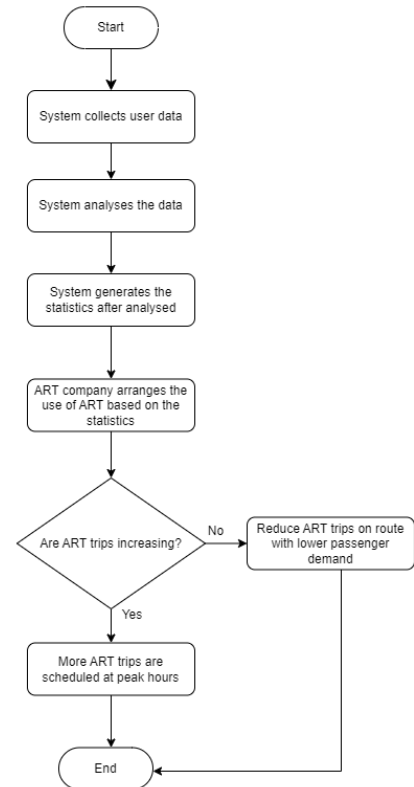 Start
System collects user data
System analyses the data
System generates the
statistics after analysed
ART company arranges the
use of ART based on the
statistics
Are ART trips increasing?
No
Reduce ART trips on route
with lower passenger
demand
Yes
More ART trips are
scheduled at peak hours
End